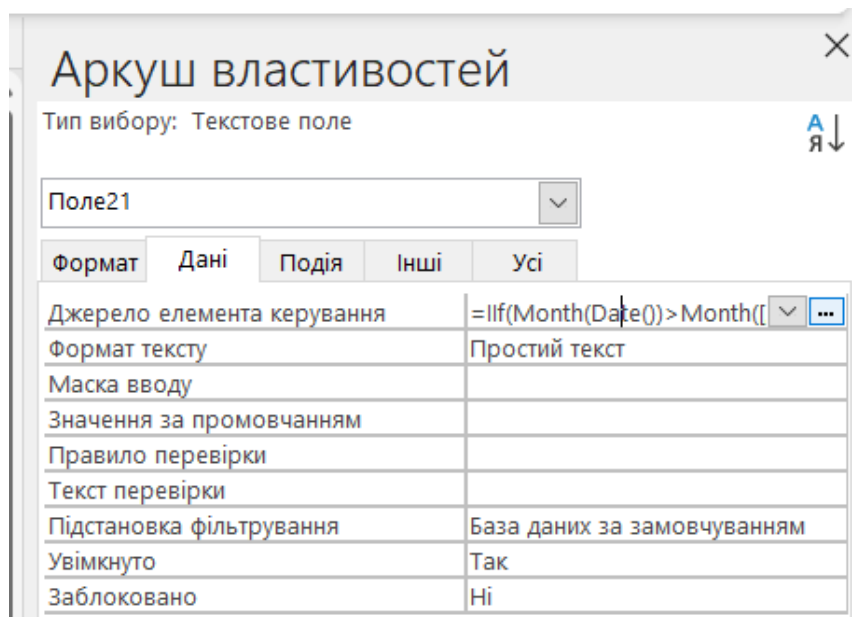 Аркуш властивостей
Тип вибору: Текстове поле
А
Я
Поле21
Формат Дані Подія Інші Усі
Джерело елемента керування =IIf(Month(Date())>Month([ ...
Формат тексту Простий текст
Маска вводу
Значення за промовчанням
Правило перевірки
Текст перевірки
Підстановка фільтрування База даних за замовчуванням
Увімкнуто Так
Заблоковано Ні